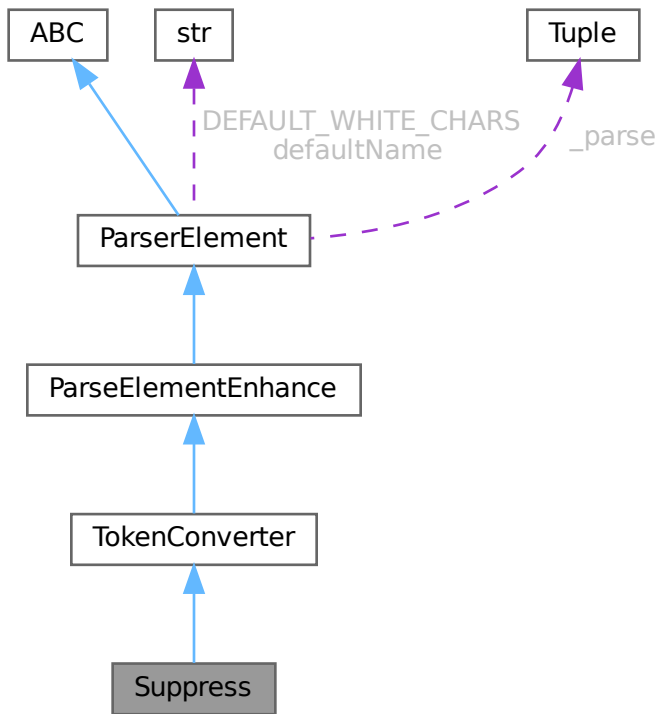 ABC
str
Tuple
DEFAULT_WHITE_CHARS
defaultName
_parse
ParserElement
ParseElementEnhance
TokenConverter
Suppress